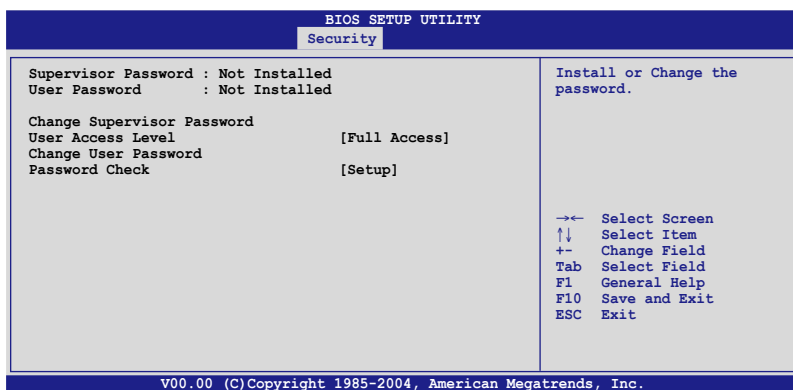 BIOS SETUP UTILITY
Security
Supervisor Password : Not Installed
User Password : Not Installed
Change Supervisor Password
User Access Level [Full Access]
Change User Password
Password Check [Setup]
Install or Change the
password.
→← Select Screen
↑↓ Select Item
+- Change Field
Tab Select Field
F1 General Help
F10 Save and Exit
ESC Exit
V00.00 (C)Copyright 1985-2004, American Megatrends, Inc.